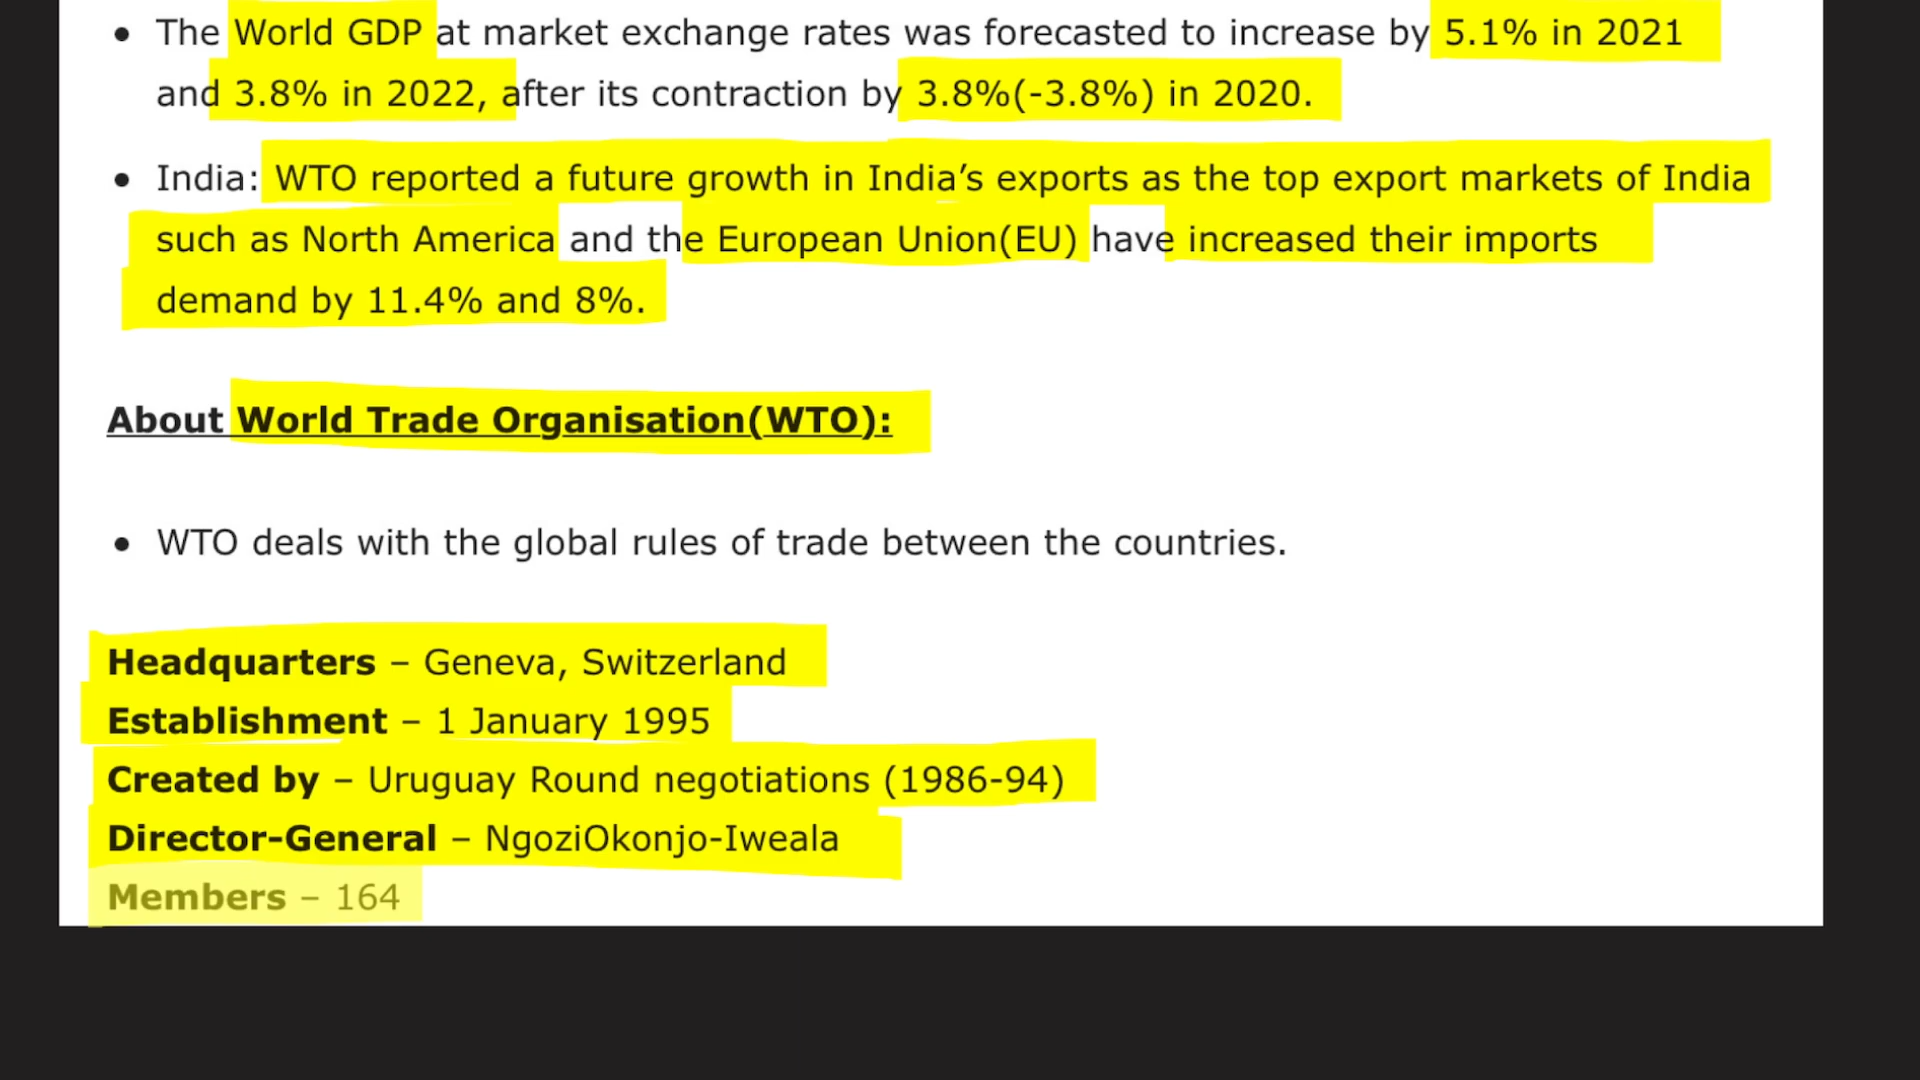 • The World GDP at market exchange rates was forecasted to increase by 5.1% in 2021
and 3.8% in 2022, after its contraction by 3.8%(-3.8%) in 2020.
• India: WTO reported a future growth in India’s exports as the top export markets of India
such as North America and the European Union(EU) have increased their imports
demand by 11.4% and 8%.
About World Trade Organisation(WTO):
• WTO deals with the global rules of trade between the countries.
Headquarters – Geneva, Switzerland
Establishment – 1 January 1995
Created by – Uruguay Round negotiations (1986-94)
Director-General – NgoziOkonjo-Iweala
Members – 164